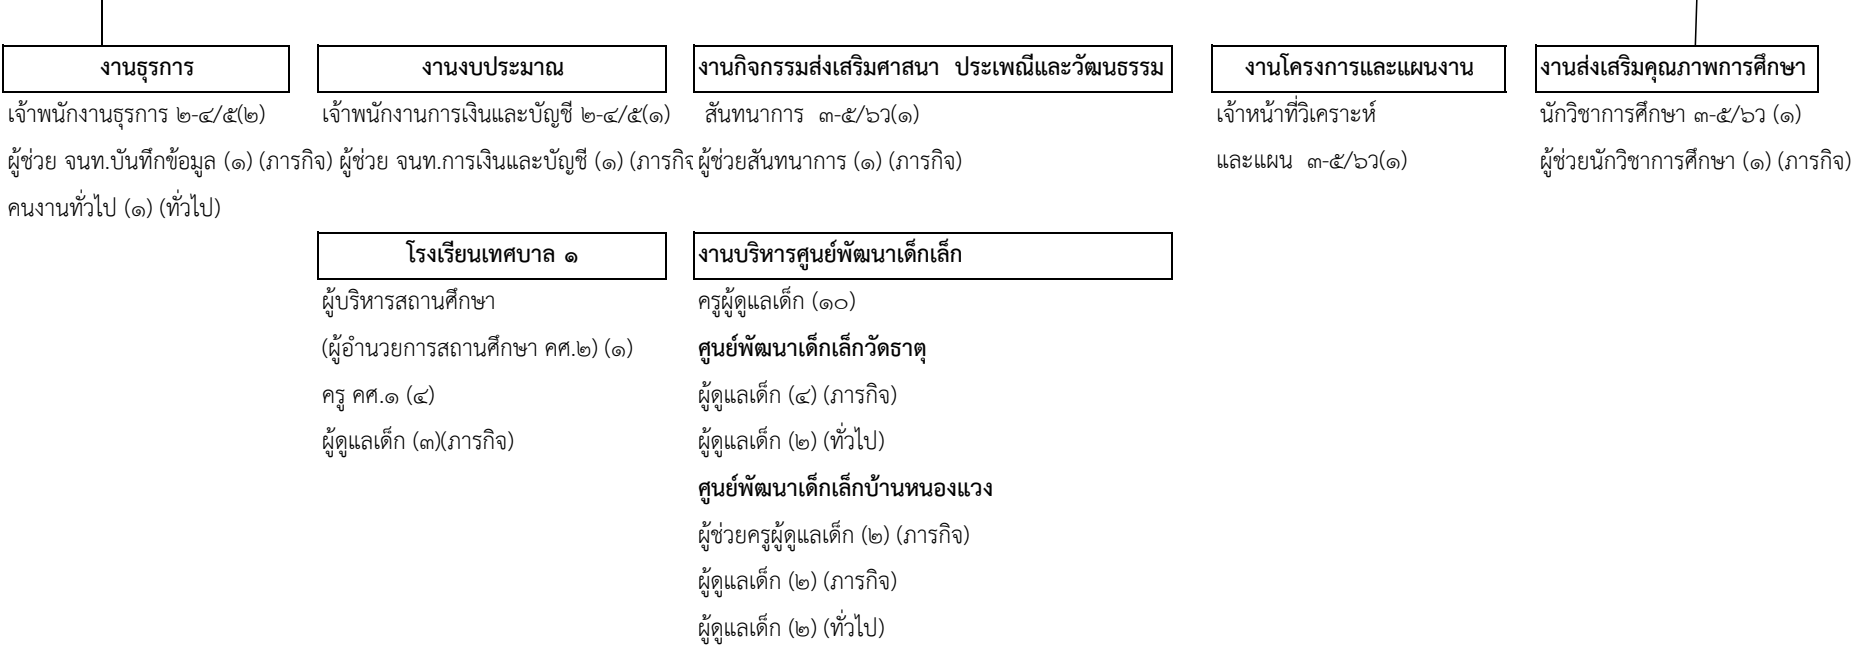 งานธุรการ
เจ้าพนักงานธุรการ ๒-๔/๕(๒)
ผู้ช่วย จนท.บันทึกข้อมูล (๑) (ภารกิจ)
คนงานทั่วไป (๑) (ทั่วไป)
งานงบประมาณ
เจ้าพนักงานการเงินและบัญชี ๒-๔/๕(๑)
ผู้ช่วย จนท.การเงินและบัญชี (๑) (ภารกิจ
งานกิจกรรมส่งเสริมศาสนา ประเพณีและวัฒนธรรม
สันทนาการ ๓-๕/๖ว(๑)
ผู้ช่วยสันทนาการ (๑) (ภารกิจ)
งานโครงการและแผนงาน
เจ้าหน้าที่วิเคราะห์
และแผน ๓-๕/๖ว(๑)
งานส่งเสริมคุณภาพการศึกษา
นักวิชาการศึกษา ๓-๕/๖ว (๑)
ผู้ช่วยนักวิชาการศึกษา (๑) (ภารกิจ)
โรงเรียนเทศบาล ๑
ผู้บริหารสถานศึกษา
(ผู้อำนวยการสถานศึกษา คศ.๒) (๑)
ครู คศ.๑ (๔)
ผู้ดูแลเด็ก (๓)(ภารกิจ)
งานบริหารศูนย์พัฒนาเด็กเล็ก
ครูผู้ดูแลเด็ก (๑๐)
ศูนย์พัฒนาเด็กเล็กวัดธาตุ
ผู้ดูแลเด็ก (๔) (ภารกิจ)
ผู้ดูแลเด็ก (๒) (ทั่วไป)
ศูนย์พัฒนาเด็กเล็กบ้านหนองแวง
ผู้ช่วยครูผู้ดูแลเด็ก (๒) (ภารกิจ)
ผู้ดูแลเด็ก (๒) (ภารกิจ)
ผู้ดูแลเด็ก (๒) (ทั่วไป)